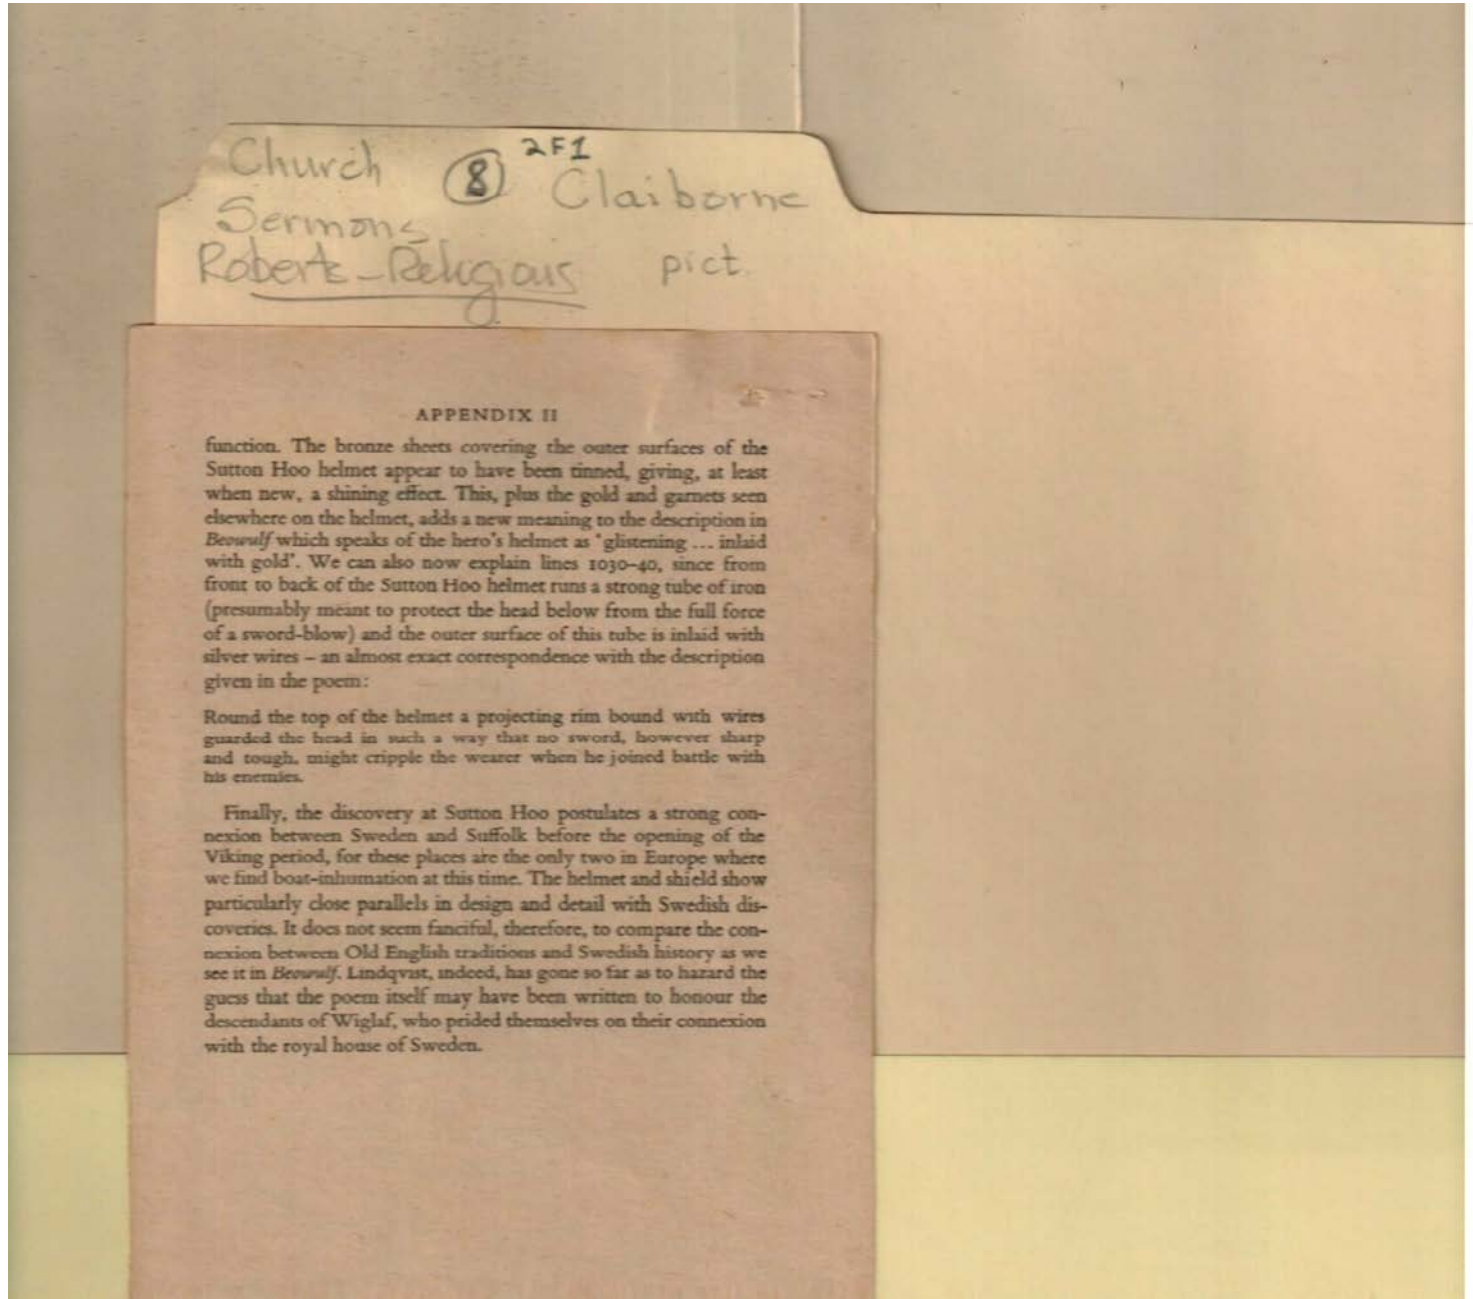 2F1
Church 8 Claiborne
Sermons
Roberts-Religious pict.
APPENDIX II
function. The bronze sheets covering the outer surfaces of the
Sutton Hoo helmet appear to have been tinned, giving, at least
when new, a shining effect. This, plus the gold and garnets seen
elsewhere on the helmet, adds a new meaning to the description in
Beowulf which speaks of the hero's helmet as 'glistening ... inlaid
with gold'. We can also now explain lines 1030–40, since from
front to back of the Sutton Hoo helmet runs a strong tube of iron
(presumably meant to protect the head below from the full force
of a sword-blow) and the outer surface of this tube is inlaid with
silver wires – an almost exact correspondence with the description
given in the poem:
Round the top of the helmet a projecting rim bound with wires
guarded the head in such a way that no sword, however sharp
and tough, might cripple the wearer when he joined battle with
his enemies.
Finally, the discovery at Sutton Hoo postulates a strong con-
nexion between Sweden and Suffolk before the opening of the
Viking period, for these places are the only two in Europe where
we find boat-inhumation at this time. The helmet and shield show
particularly close parallels in design and detail with Swedish dis-
coveries. It does not seem fanciful, therefore, to compare the con-
nexion between Old English traditions and Swedish history as we
see it in Beowulf. Lindqvist, indeed, has gone so far as to hazard the
guess that the poem itself may have been written to honour the
descendants of Wiglaf, who prided themselves on their connexion
with the royal house of Sweden.